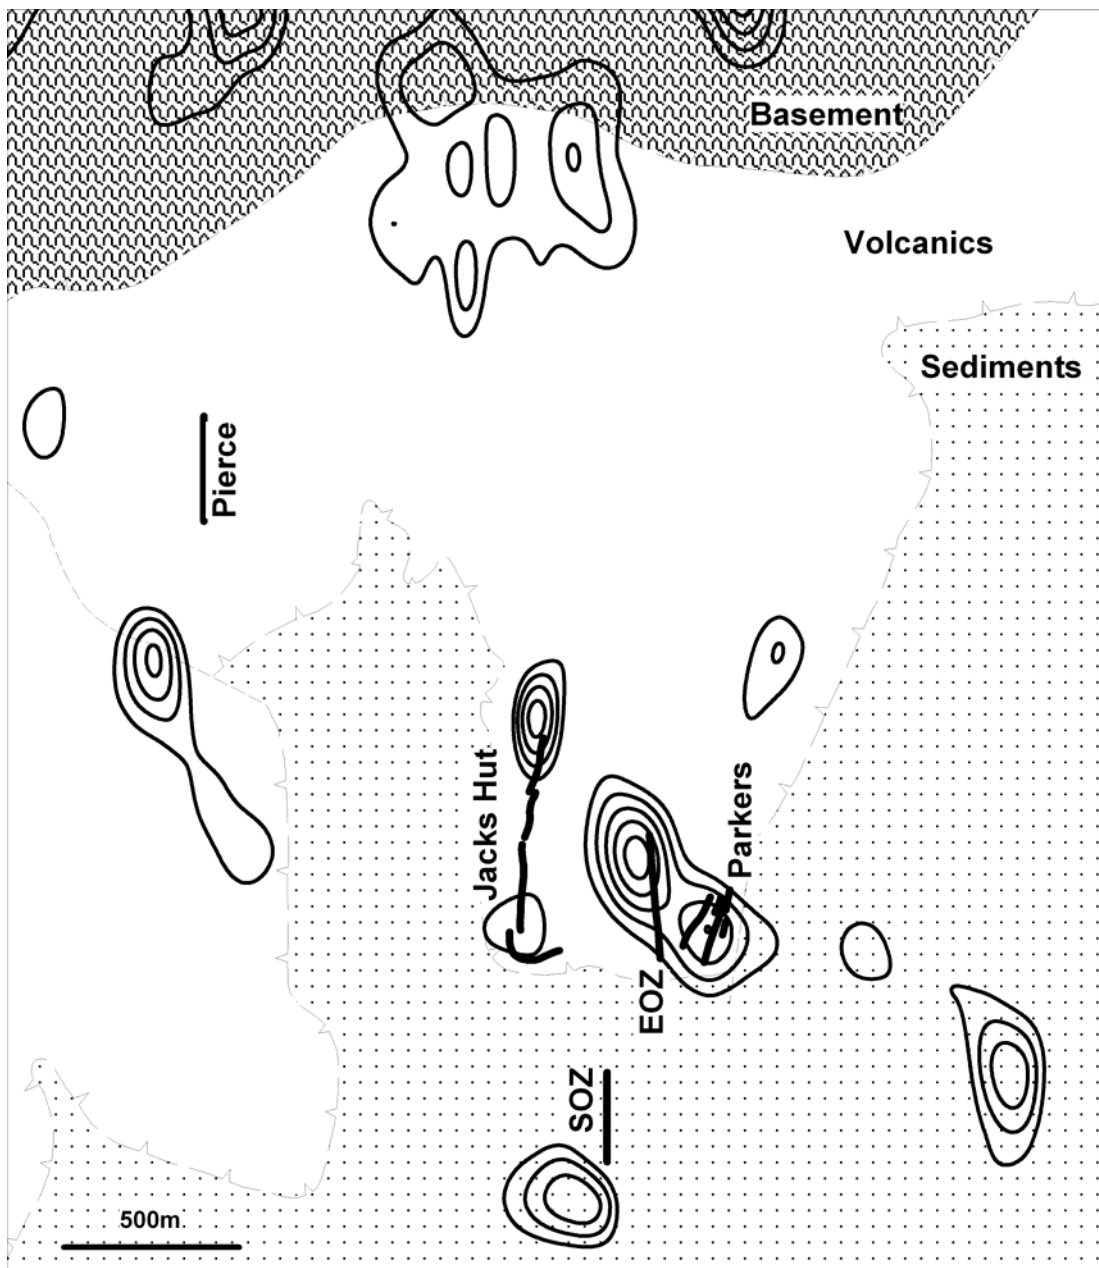 Basement
Volcanics
Sediments
Pierce
Jacks Hut
Parkers
EOZ
SOZ
500m